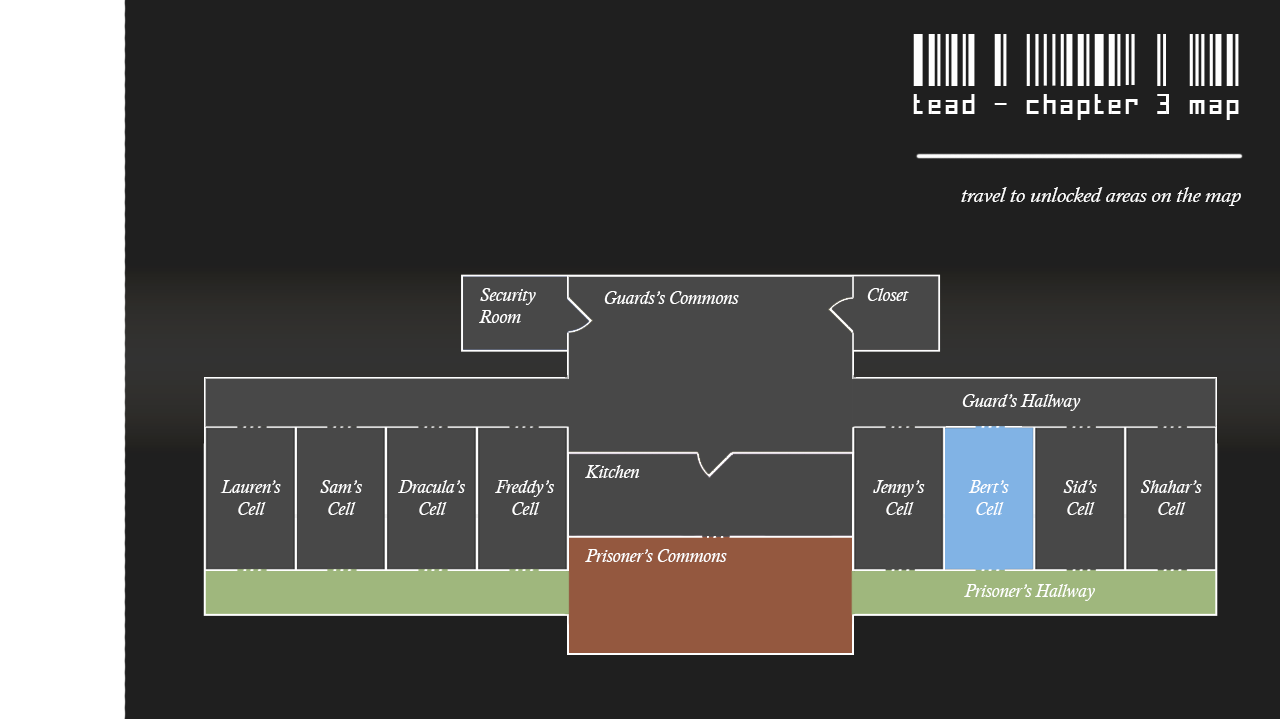 tead - chapter 3 map
travel to unlocked areas on the map
Security
Room
Guards's Commons
Closet
Guard's Hallway
Kitchen
Lauren's
Cell
Sam's
Cell
Dracula's
Cell
Freddy's
Cell
Jenny's
Cell
Bert's
Cell
Sid's
Cell
Shahar's
Cell
Prisoner's Commons
Prisoner's Hallway